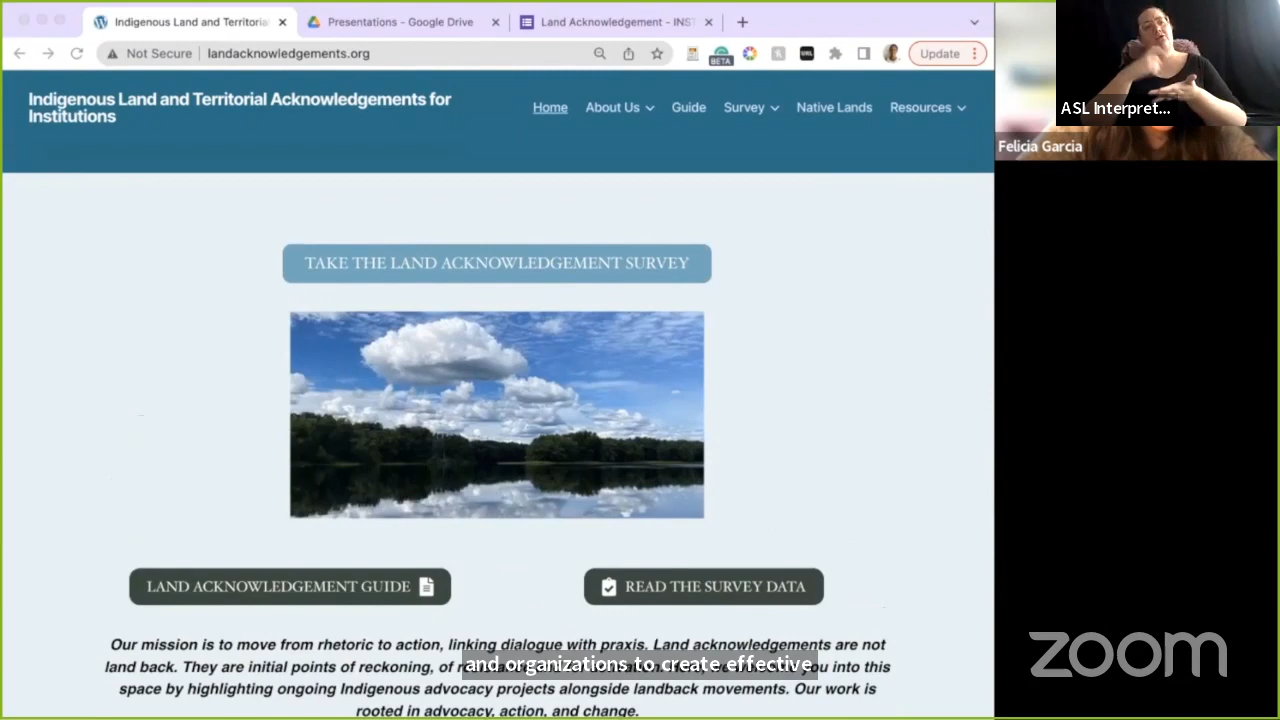 Indigenous Land and Territorial
Presentations - Google Drive
Land Acknowledgement - INST
Not Secure
landacknowledgements.org
BETA
URL
Update
Indigenous Land and Territorial Acknowledgements for
Institutions
Home
About Us
Guide
Survey
Native Lands
Resources
ASL Interpret...
Felicia Garcia
TAKE THE LAND ACKNOWLEDGEMENT SURVEY
LAND ACKNOWLEDGEMENT GUIDE
READ THE SURVEY DATA
Our mission is to move from rhetoric to action, linking dialogue with praxis. Land acknowledgements are not
land back. They are initial points of reckoning, of you into this
and organizations to create effective
space by highlighting ongoing Indigenous advocacy projects alongside landback movements. Our work is
rooted in advocacy, action, and change.
zoom